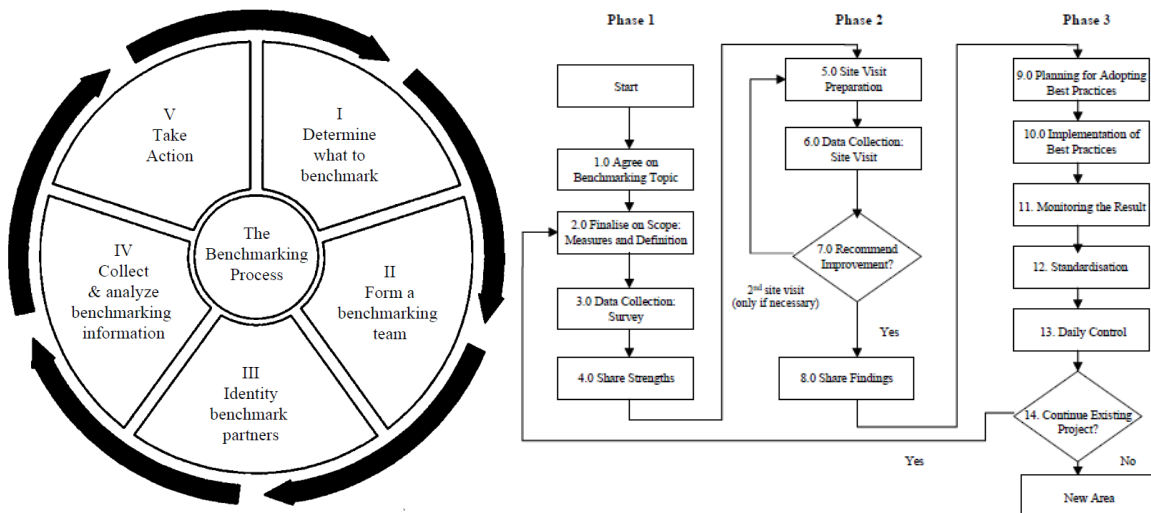 V
Take
Action
I
Determine
what to
benchmark
The
Benchmarking
Process
IV
Collect
& analyze
benchmarking
information
II
Form a
benchmarking
team
III
Identity
benchmark
partners
Phase 1
Start
1.0 Agree on
Benchmarking Topic
2.0 Finalise on Scope:
Measures and Definition
3.0 Data Collection:
Survey
4.0 Share Strengths
Phase 2
5.0 Site Visit
Preparation
6.0 Data Collection:
Site Visit
7.0 Recommend
Improvement?
2nd site visit
(only if necessary)
Yes
8.0 Share Findings
Phase 3
9.0 Planning for Adopting
Best Practices
10.0 Implementation of
Best Practices
11. Monitoring the Result
12. Standardisation
13. Daily Control
14. Continue Existing
Project?
Yes
No
New Area